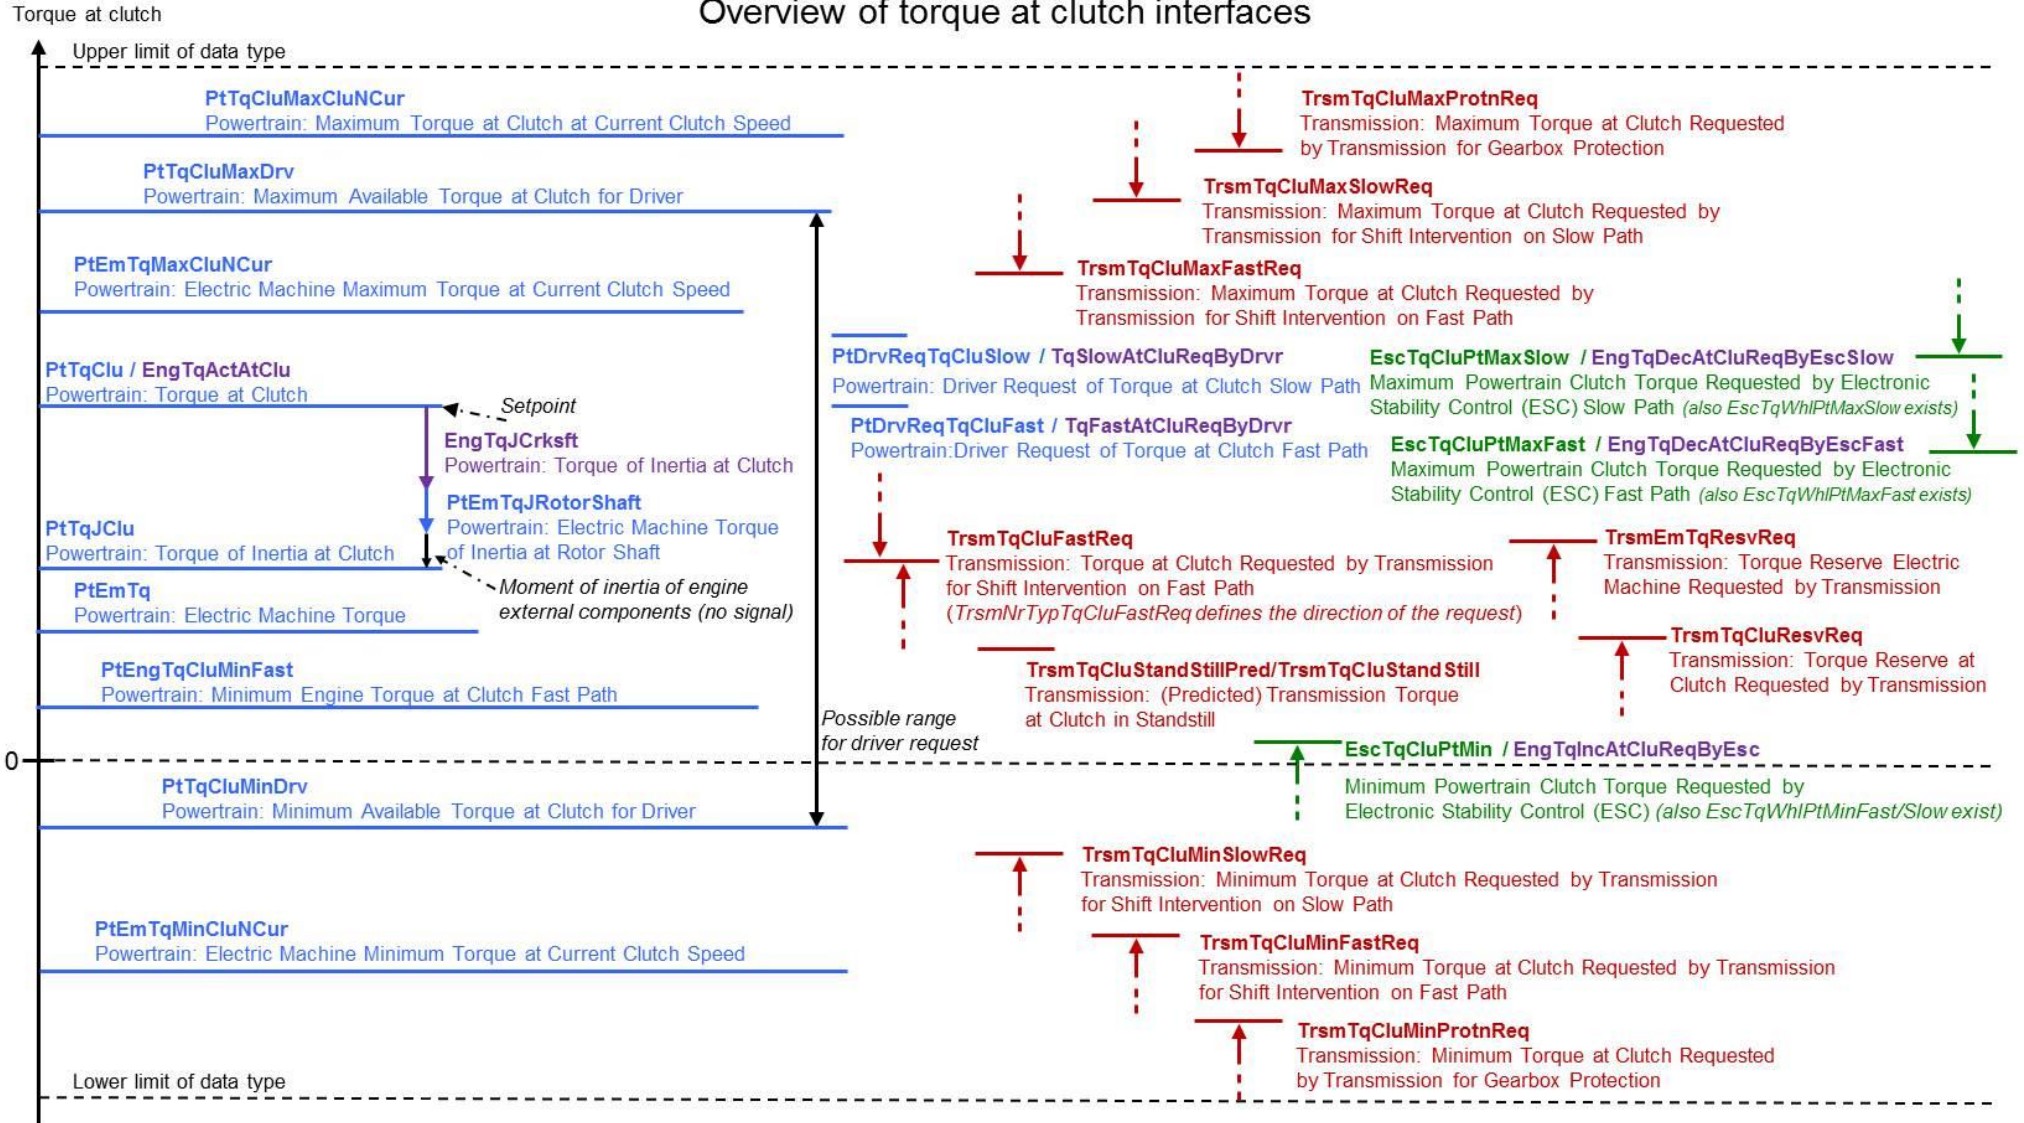 Overview of torque at clutch interfaces
Torque at clutch
Upper limit of data type
PtTqCluMaxCluNCur
Powertrain: Maximum Torque at Clutch at Current Clutch Speed
PtTqCluMaxDrv
Powertrain: Maximum Available Torque at Clutch for Driver
PtEmTqMaxCluNCur
Powertrain: Electric Machine Maximum Torque at Current Clutch Speed
PtTqClu / EngTqActAtClu
Powertrain: Torque at Clutch
Setpoint
EngTqJCrksft
Powertrain: Torque of Inertia at Clutch
PtEmTqJRotorShaft
Powertrain: Electric Machine Torque
of Inertia at Rotor Shaft
PtTqJClu
Powertrain: Torque of Inertia at Clutch
Moment of inertia of engine
external components (no signal)
PtEmTq
Powertrain: Electric Machine Torque
PtEngTqCluMinFast
Powertrain: Minimum Engine Torque at Clutch Fast Path
Possible range
for driver request
0
PtTqCluMinDrv
Powertrain: Minimum Available Torque at Clutch for Driver
PtEmTqMinCluNCur
Powertrain: Electric Machine Minimum Torque at Current Clutch Speed
Lower limit of data type
TrsmTqCluMaxProtnReq
Transmission: Maximum Torque at Clutch Requested
by Transmission for Gearbox Protection
TrsmTqCluMaxSlowReq
Transmission: Maximum Torque at Clutch Requested by
Transmission for Shift Intervention on Slow Path
TrsmTqCluMaxFastReq
Transmission: Maximum Torque at Clutch Requested by
Transmission for Shift Intervention on Fast Path
PtDrvReqTqCluSlow / TqSlowAtCluReqByDrvr
Powertrain: Driver Request of Torque at Clutch Slow Path
PtDrvReqTqCluFast / TqFastAtCluReqByDrvr
Powertrain:Driver Request of Torque at Clutch Fast Path
EscTqCluPtMaxSlow / EngTqDecAtCluReqByEscSlow
Maximum Powertrain Clutch Torque Requested by Electronic
Stability Control (ESC) Slow Path (also EscTqWhlPtMaxSlow exists)
EscTqCluPtMaxFast / EngTqDecAtCluReqByEscFast
Maximum Powertrain Clutch Torque Requested by Electronic
Stability Control (ESC) Fast Path (also EscTqWhlPtMaxFast exists)
TrsmTqCluFastReq
Transmission: Torque at Clutch Requested by Transmission
for Shift Intervention on Fast Path
(TrsmNrTypTqCluFastReq defines the direction of the request)
TrsmEmTqResvReq
Transmission: Torque Reserve Electric
Machine Requested by Transmission
TrsmTqCluResvReq
Transmission: Torque Reserve at
Clutch Requested by Transmission
TrsmTqCluStandStillPred/TrsmTqCluStandStill
Transmission: (Predicted) Transmission Torque
at Clutch in Standstill
EscTqCluPtMin / EngTqIncAtCluReqByEsc
Minimum Powertrain Clutch Torque Requested by
Electronic Stability Control (ESC) (also EscTqWhlPtMinFast/Slow exist)
TrsmTqCluMinSlowReq
Transmission: Minimum Torque at Clutch Requested by Transmission
for Shift Intervention on Slow Path
TrsmTqCluMinFastReq
Transmission: Minimum Torque at Clutch Requested by Transmission
for Shift Intervention on Fast Path
TrsmTqCluMinProtnReq
Transmission: Minimum Torque at Clutch Requested
by Transmission for Gearbox Protection